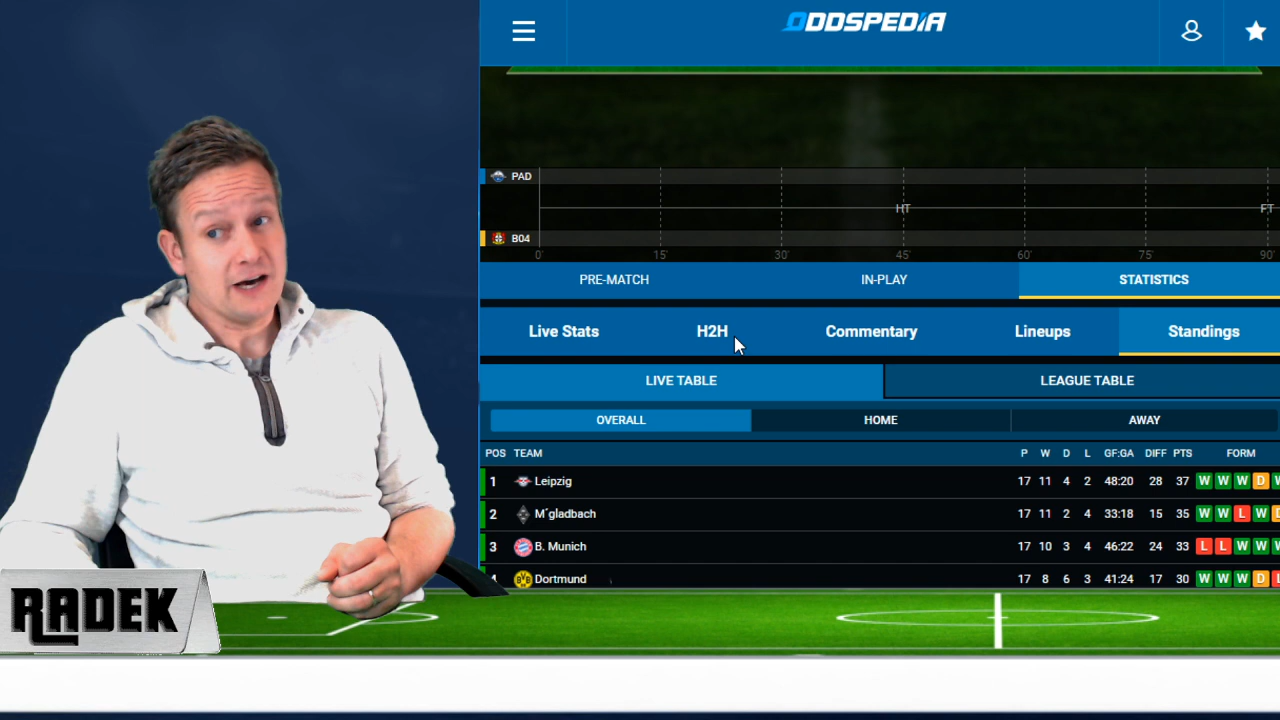 ODDSPEDIA
PAD
HT
FT
B04
0' 15' 30' 45' 60' 75' 90'
PRE-MATCH IN-PLAY STATISTICS
Live Stats H2H Commentary Lineups Standings
LIVE TABLE LEAGUE TABLE
OVERALL HOME AWAY
POS TEAM P W D L GF:GA DIFF PTS FORM
1 Leipzig 17 11 4 2 48:20 28 37 W W W D W
2 M´gladbach 17 11 2 4 33:18 15 35 W W L W D
3 B. Munich 17 10 3 4 46:22 24 33 L L W W W
4 Dortmund 17 8 6 3 41:24 17 30 W W W D L
RADEK